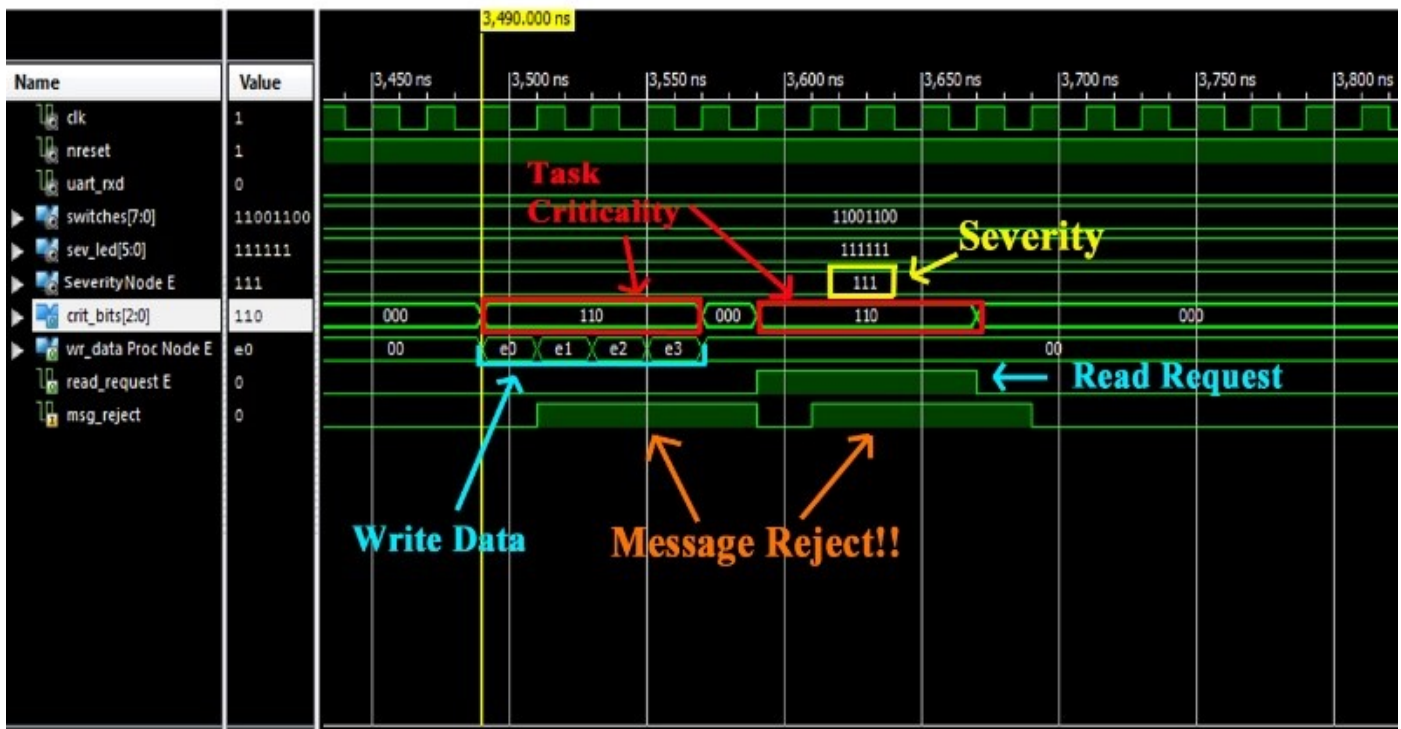 3,490.000 ns
Name Value 3,450 ns 3,500 ns 3,550 ns 3,600 ns 3,650 ns 3,700 ns 3,750 ns 3,800 ns
clk 1
nreset 1
uart_rxd 0
switches[7:0] 11001100 11001100
sev_led[5:0] 111111 111111
SeverityNode E 111 111
crit_bits[2:0] 110 000 110 000 110 000
wr_data Proc Node E e0 00 e0 e1 e2 e3 00
read_request E 0
msg_reject 0
Task
Criticality
Severity
Read Request
Write Data
Message Reject!!